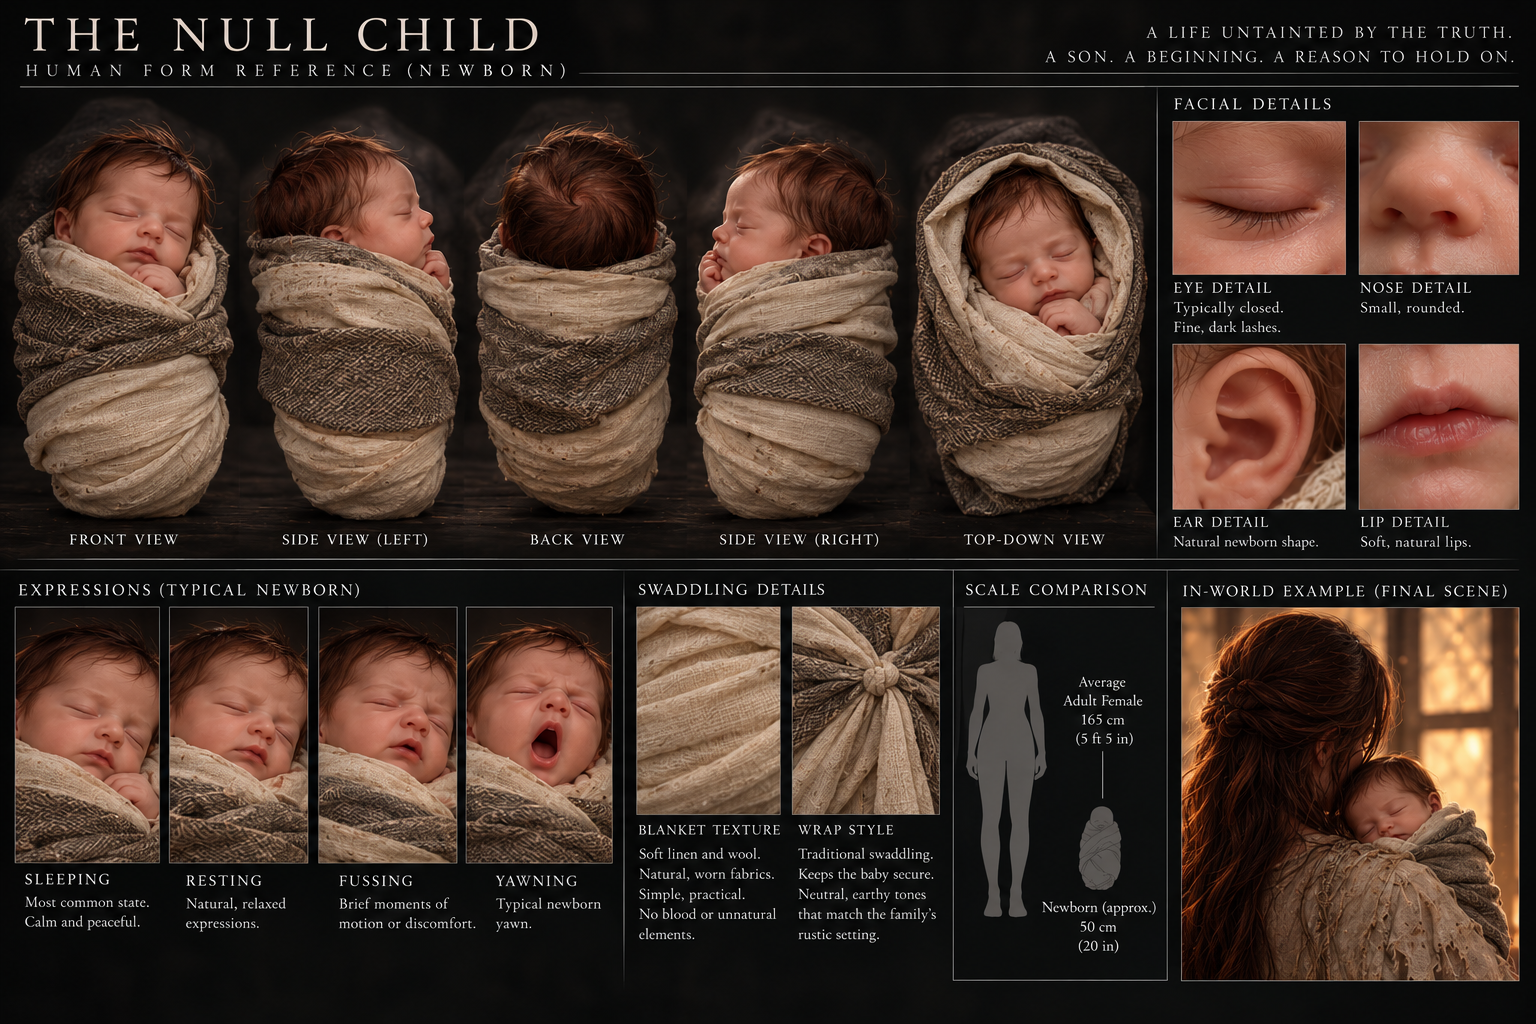 THE NULL CHILD
HUMAN FORM REFERENCE (NEWBORN)
A LIFE UNTAINTED BY THE TRUTH.
A SON. A BEGINNING. A REASON TO HOLD ON.
FRONT VIEW
SIDE VIEW (LEFT)
BACK VIEW
SIDE VIEW (RIGHT)
TOP-DOWN VIEW
FACIAL DETAILS
EYE DETAIL
Typically closed.
Fine, dark lashes.
NOSE DETAIL
Small, rounded.
EAR DETAIL
Natural newborn shape.
LIP DETAIL
Soft, natural lips.
EXPRESSIONS (TYPICAL NEWBORN)
SLEEPING
Most common state.
Calm and peaceful.
RESTING
Natural, relaxed
expressions.
FUSSING
Brief moments of
motion or discomfort.
YAWNING
Typical newborn
yawn.
SWADDLING DETAILS
BLANKET TEXTURE
Soft linen and wool.
Natural, worn fabrics.
Simple, practical.
No blood or unnatural
elements.
WRAP STYLE
Traditional swaddling.
Keeps the baby secure.
Neutral, earthy tones
that match the family's
rustic setting.
SCALE COMPARISON
Average
Adult Female
165 cm
(5 ft 5 in)
Newborn (approx.)
50 cm
(20 in)
IN-WORLD EXAMPLE (FINAL SCENE)